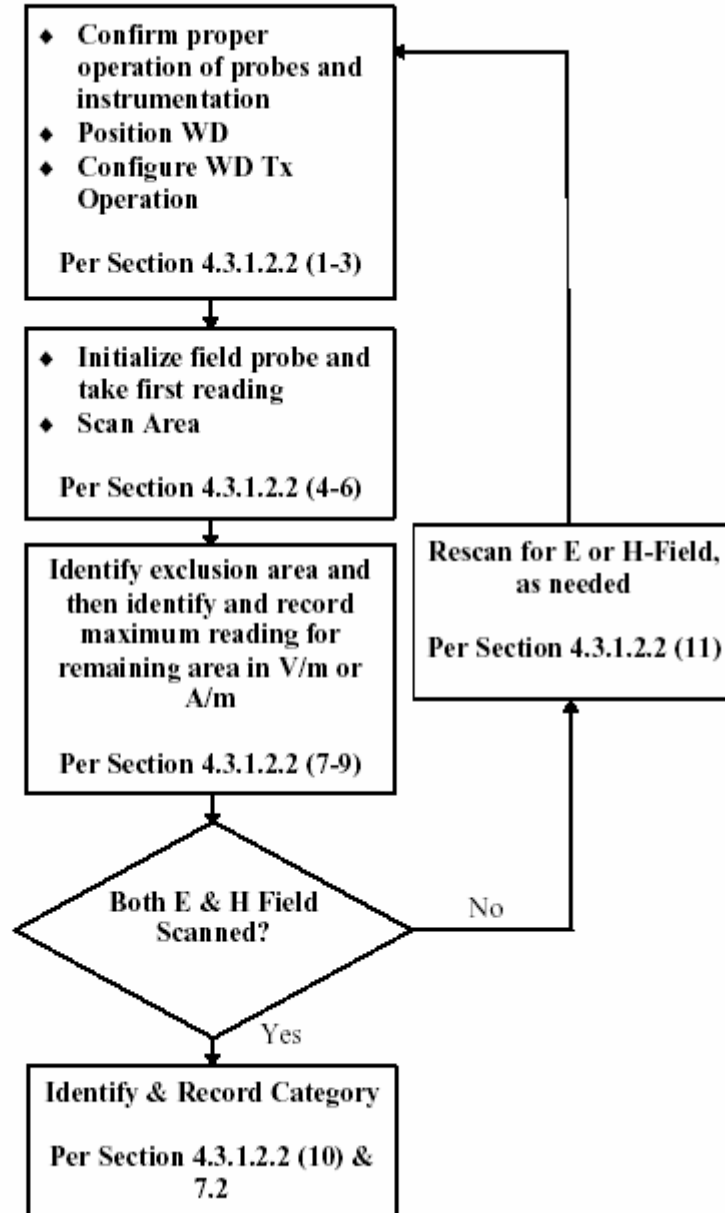 ♦ Confirm proper
operation of probes and
instrumentation
♦ Position WD
♦ Configure WD Tx
Operation
Per Section 4.3.1.2.2 (1-3)
♦ Initialize field probe and
take first reading
♦ Scan Area
Per Section 4.3.1.2.2 (4-6)
Identify exclusion area and
then identify and record
maximum reading for
remaining area in V/m or
A/m
Per Section 4.3.1.2.2 (7-9)
Rescan for E or H-Field,
as needed
Per Section 4.3.1.2.2 (11)
Both E & H Field
Scanned?
No
Yes
Identify & Record Category
Per Section 4.3.1.2.2 (10) &
7.2